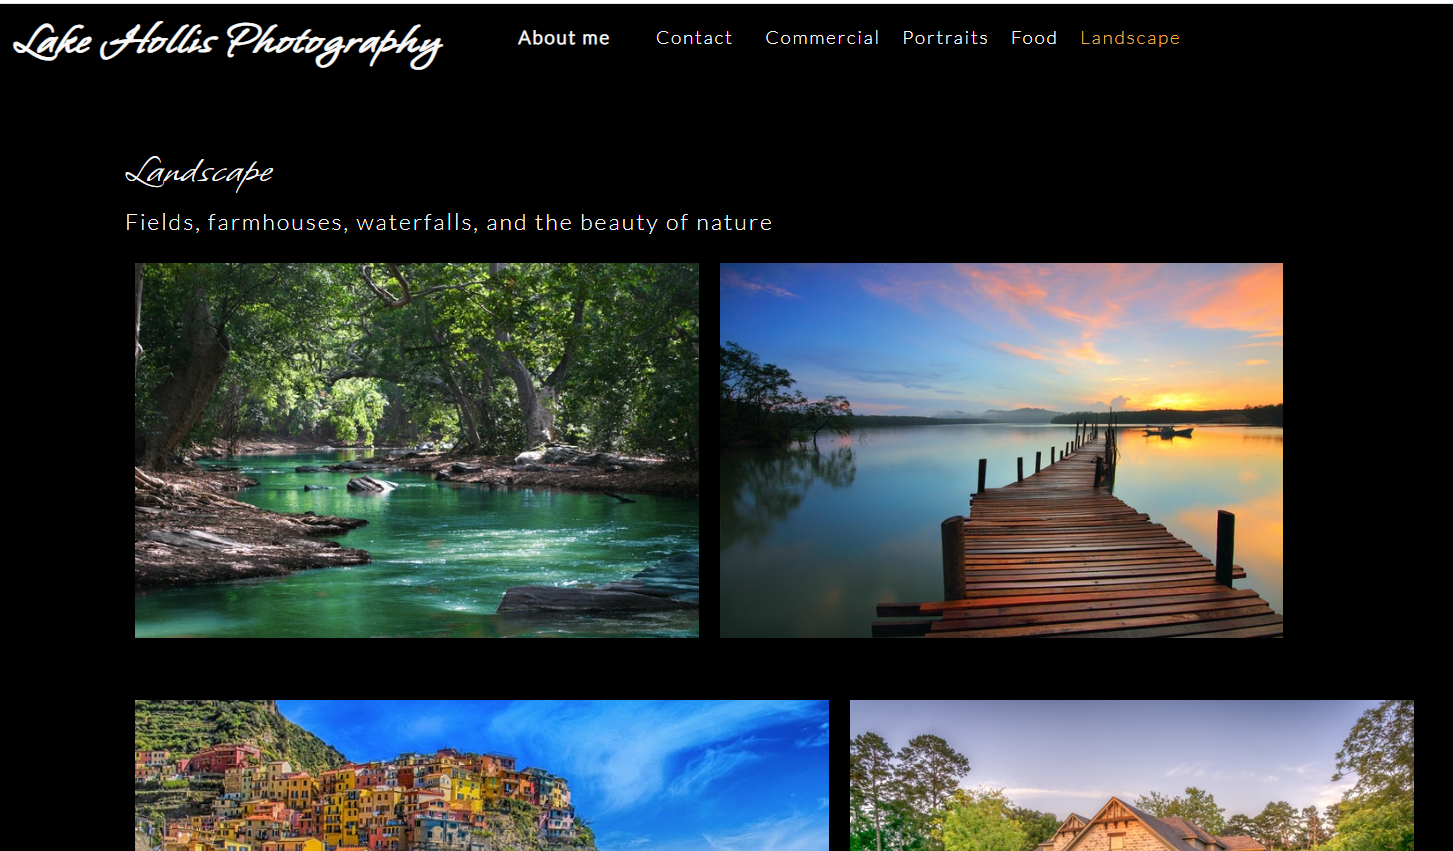 Lake Hollis Photography About me Contact Commercial Portraits Food Landscape
Landscape
Fields, farmhouses, waterfalls, and the beauty of nature